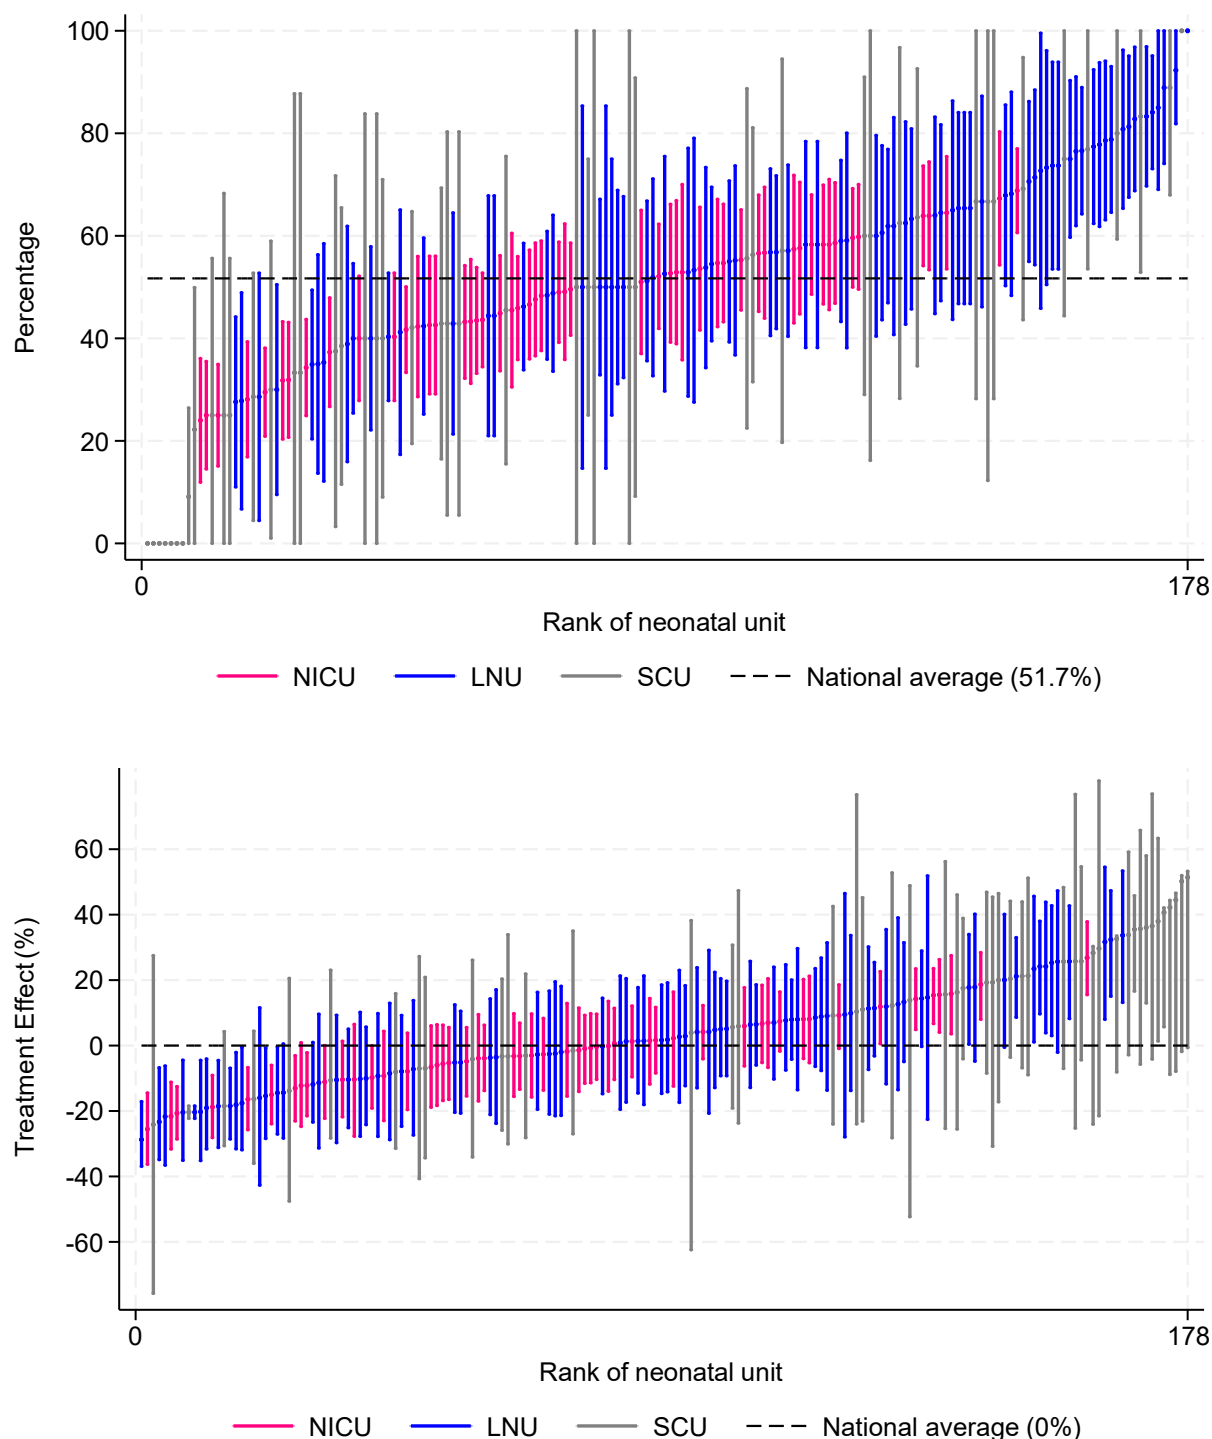 100
80
60
40
20
0
Percentage
0 178
Rank of neonatal unit
NICU LNU SCU National average (51.7%)
60
40
20
0
-20
-40
-60
Treatment Effect (%)
0 178
Rank of neonatal unit
NICU LNU SCU National average (0%)